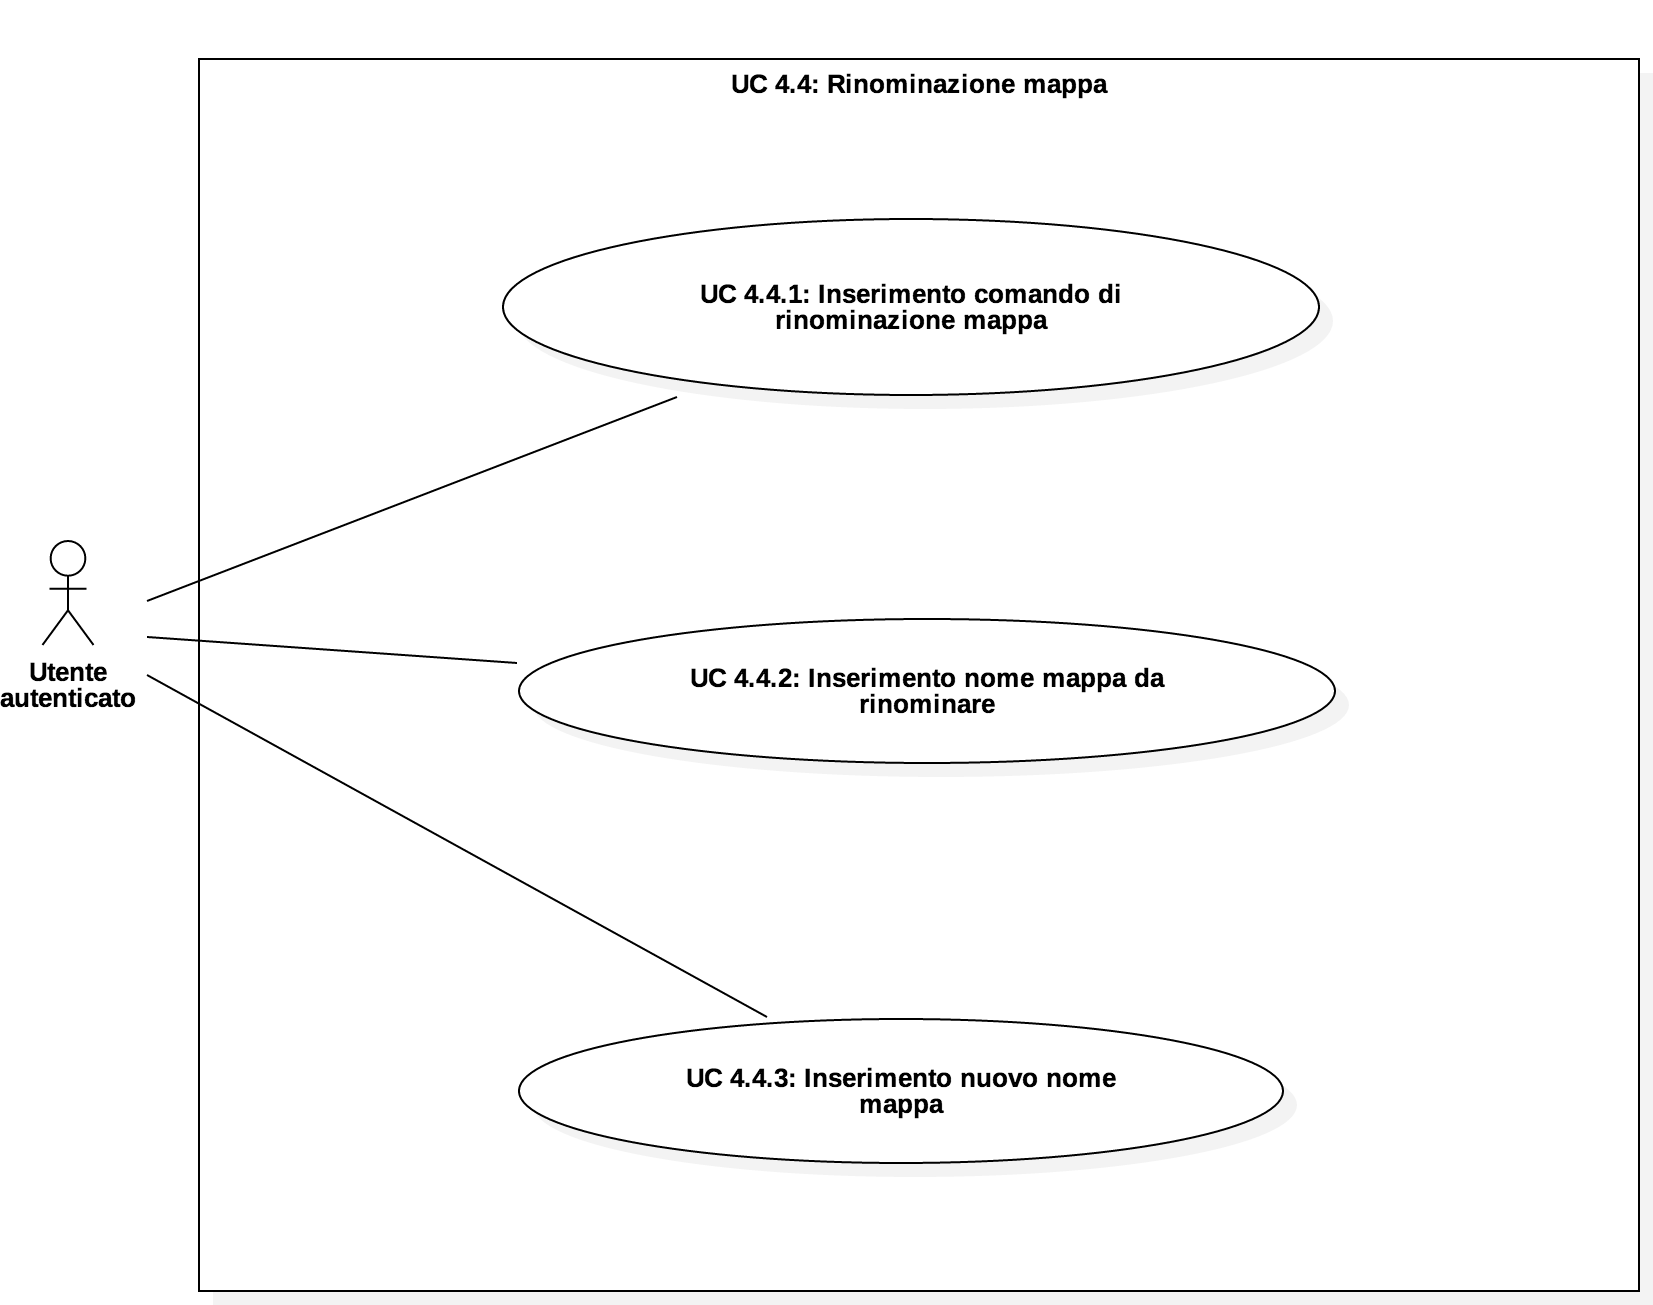 UC 4.4: Rinominazione mappa
UC 4.4.1: Inserimento comando di
rinominazione mappa
Utente
autenticato
UC 4.4.2: Inserimento nome mappa da
rinominare
UC 4.4.3: Inserimento nuovo nome
mappa